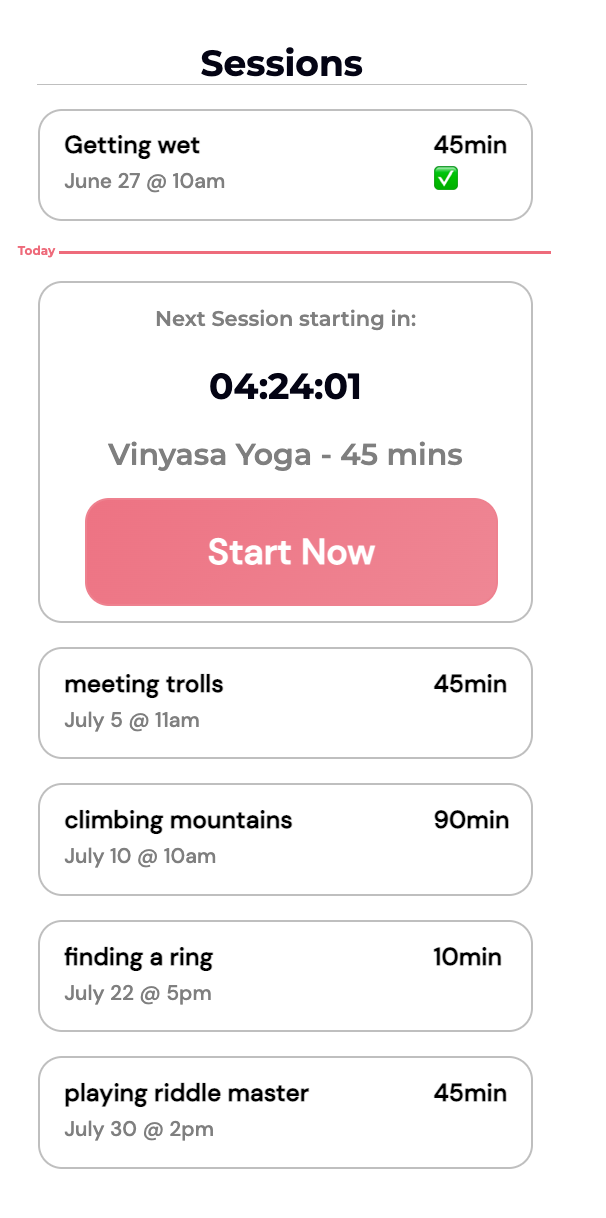 Sessions
Getting wet 45min
June 27 @ 10am ✅
Today
Next Session starting in:
04:24:01
Vinyasa Yoga - 45 mins
Start Now
meeting trolls 45min
July 5 @ 11am
climbing mountains 90min
July 10 @ 10am
finding a ring 10min
July 22 @ 5pm
playing riddle master 45min
July 30 @ 2pm